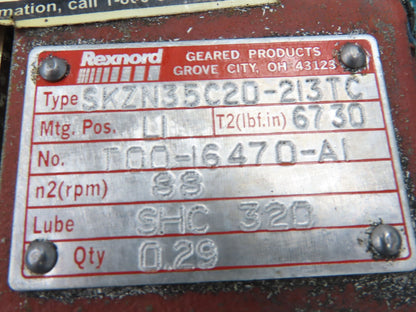 mation, call 1-800
Rexnord GEARED PRODUCTS
GROVE CITY, OH 43123
Type SKZN35C20-213TC
Mtg. Pos. L1 T2(lbf.in) 6730
No. T00-16470-A1
n2(rpm) 88
Lube SHC 320
Qty 0.29